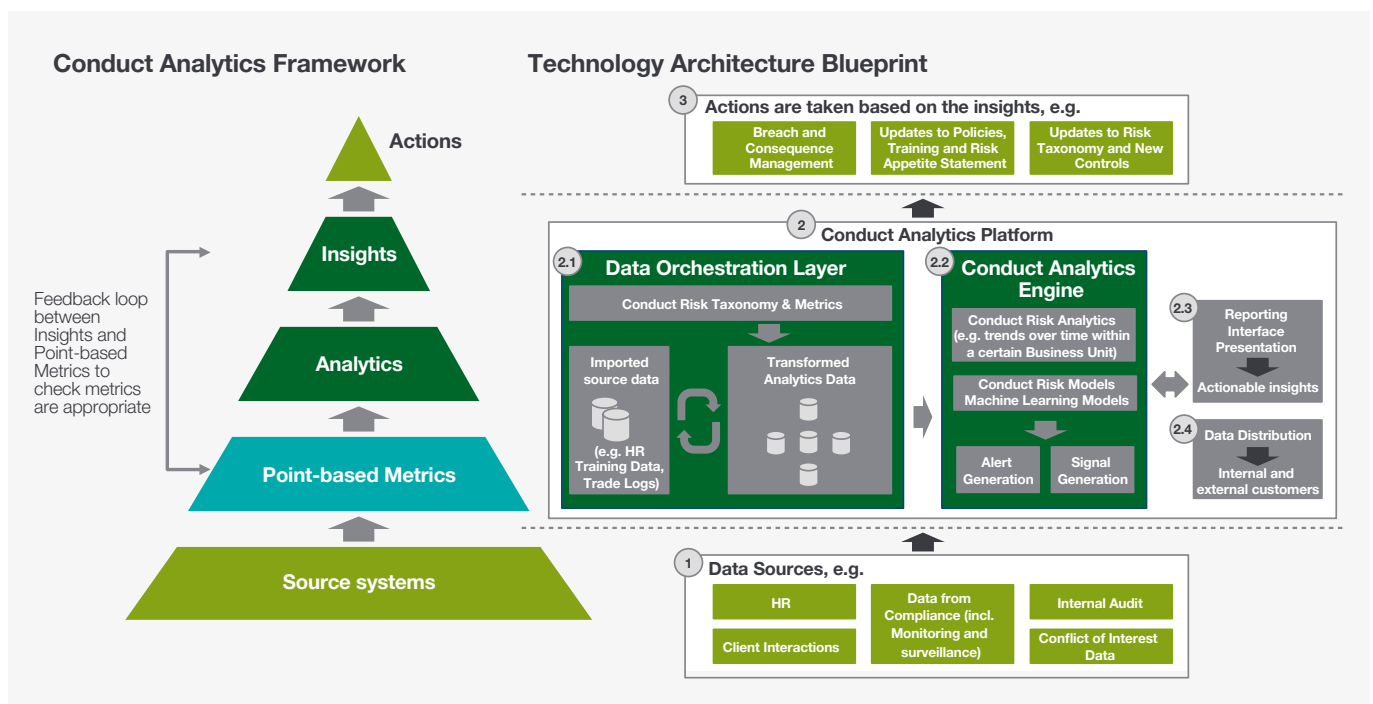 Conduct Analytics Framework
Actions
Insights
Analytics
Point-based Metrics
Source systems
Feedback loop
between
Insights and
Point-based
Metrics to
check metrics
are appropriate
Technology Architecture Blueprint
3
Actions are taken based on the insights, e.g.
Breach and
Consequence
Management
Updates to Policies,
Training and Risk
Appetite Statement
Updates to Risk
Taxonomy and New
Controls
2
Conduct Analytics Platform
2.1
Data Orchestration Layer
Conduct Risk Taxonomy & Metrics
Imported
source data
(e.g. HR
Training Data,
Trade Logs)
Transformed
Analytics Data
2.2
Conduct Analytics
Engine
Conduct Risk Analytics
(e.g. trends over time within
a certain Business Unit)
Conduct Risk Models
Machine Learning Models
Alert
Generation
Signal
Generation
2.3
Reporting
Interface
Presentation
Actionable insights
2.4
Data Distribution
Internal and
external customers
1
Data Sources, e.g.
HR
Client Interactions
Data from
Compliance (incl.
Monitoring and
surveillance)
Internal Audit
Conflict of Interest
Data